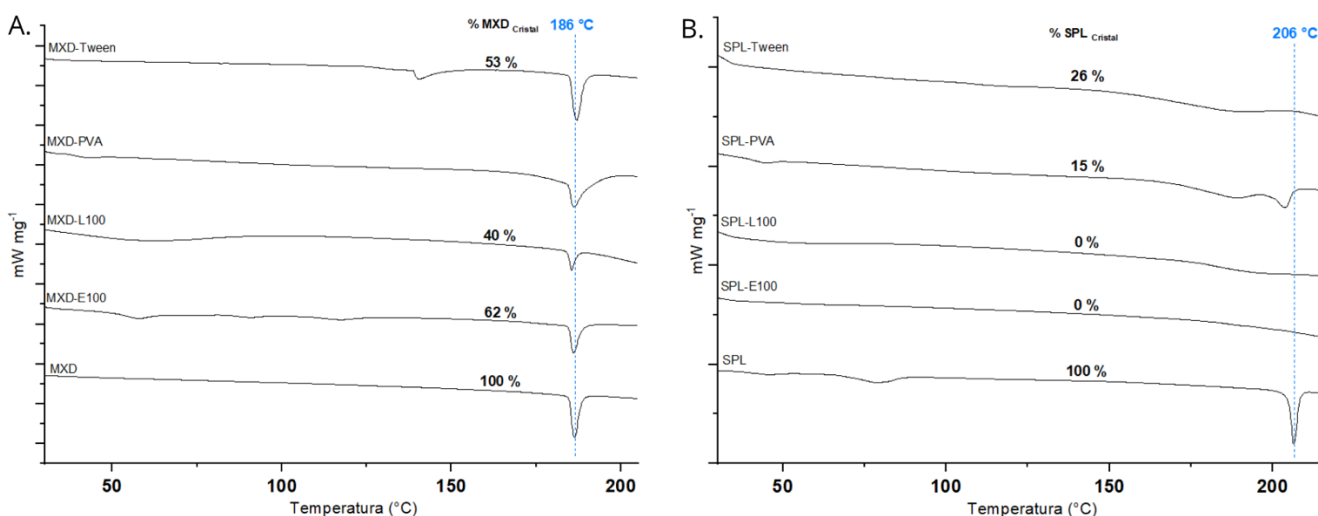 A.
% MXD Cristal 186 °C
MXD-Tween
53 %
MXD-PVA
MXD-L100
40 %
MXD-E100
62 %
MXD
100 %
mW mg-1
50 100 150 200
Temperatura (°C)
B.
% SPL Cristal 206 °C
SPL-Tween
26 %
SPL-PVA
15 %
SPL-L100
0 %
SPL-E100
0 %
SPL
100 %
mW mg-1
50 100 150 200
Temperatura (°C)